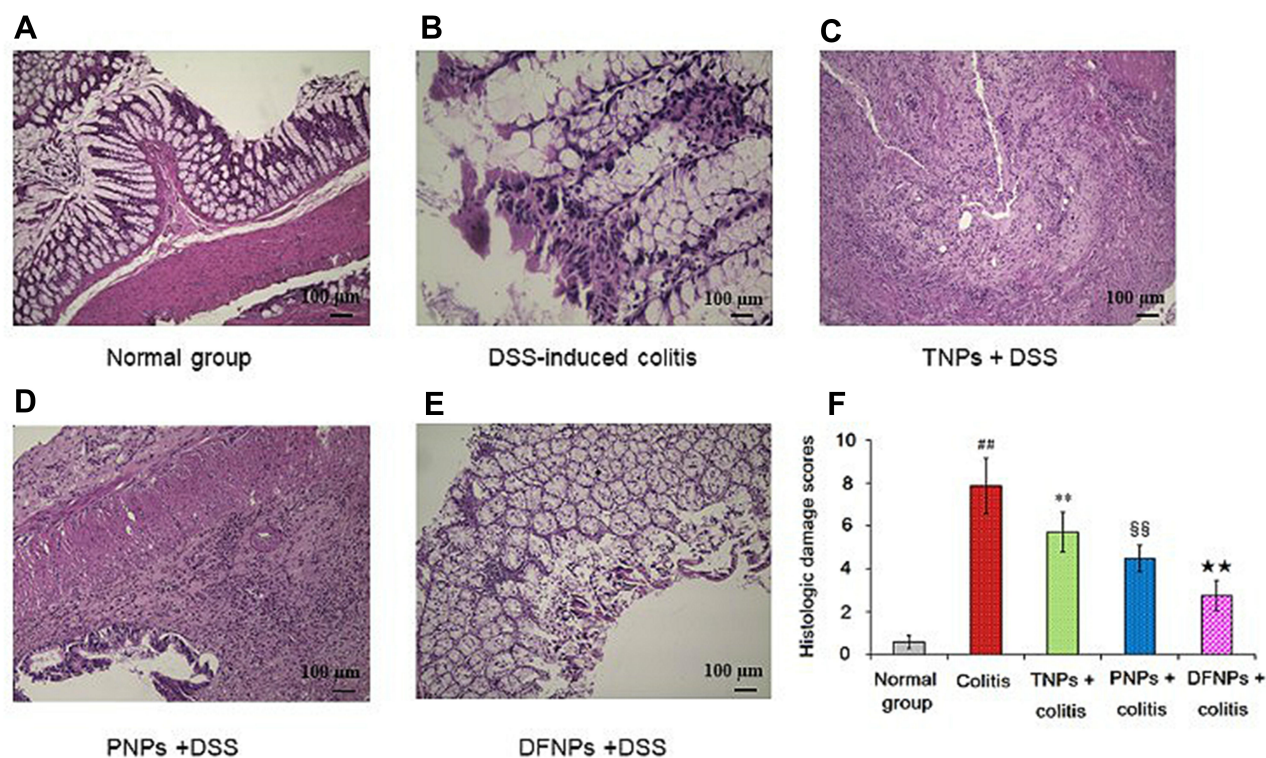 A
B
C
100 µm
100 µm
100 µm
Normal group
DSS-induced colitis
TNPs + DSS
D
E
F
100 µm
100 µm
PNPs +DSS
DFNPs +DSS
Histologic damage scores
10
8
6
4
2
0
##
**
§§
★★
Normal
group
Colitis
TNPs +
colitis
PNPs +
colitis
DFNPs +
colitis